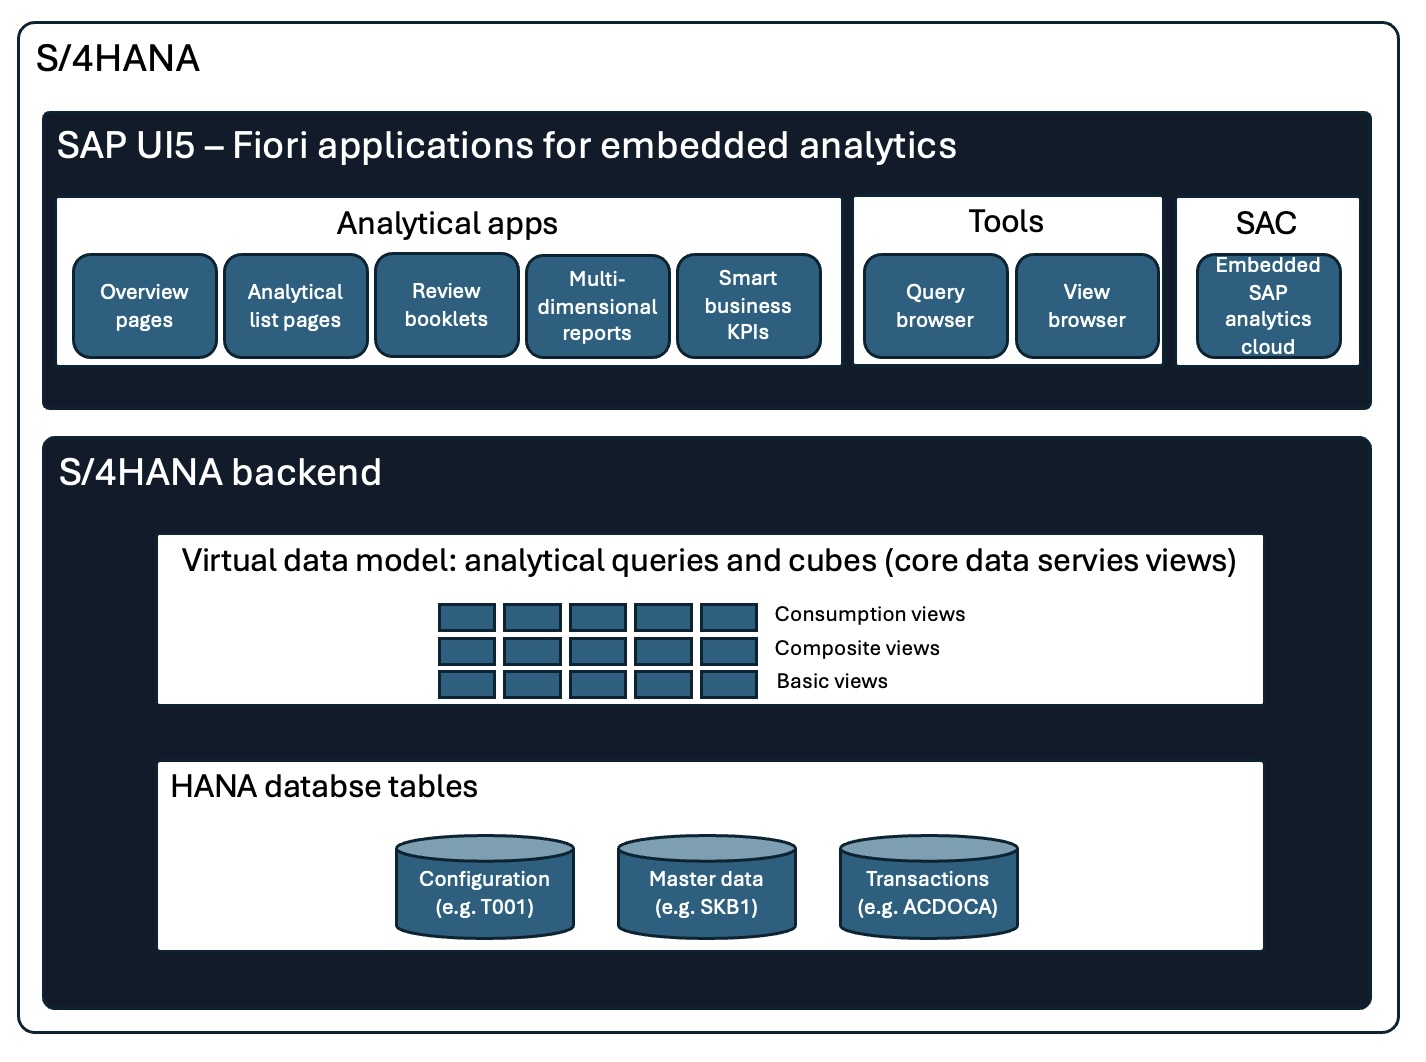 S/4HANA
SAP UI5 – Fiori applications for embedded analytics
Analytical apps
Overview
pages
Analytical
list pages
Review
booklets
Multi-
dimensional
reports
Smart
business
KPIs
Tools
Query
browser
View
browser
SAC
Embedded
SAP
analytics
cloud
S/4HANA backend
Virtual data model: analytical queries and cubes (core data servies views)
Consumption views
Composite views
Basic views
HANA databse tables
Configuration
(e.g. T001)
Master data
(e.g. SKB1)
Transactions
(e.g. ACDOCA)